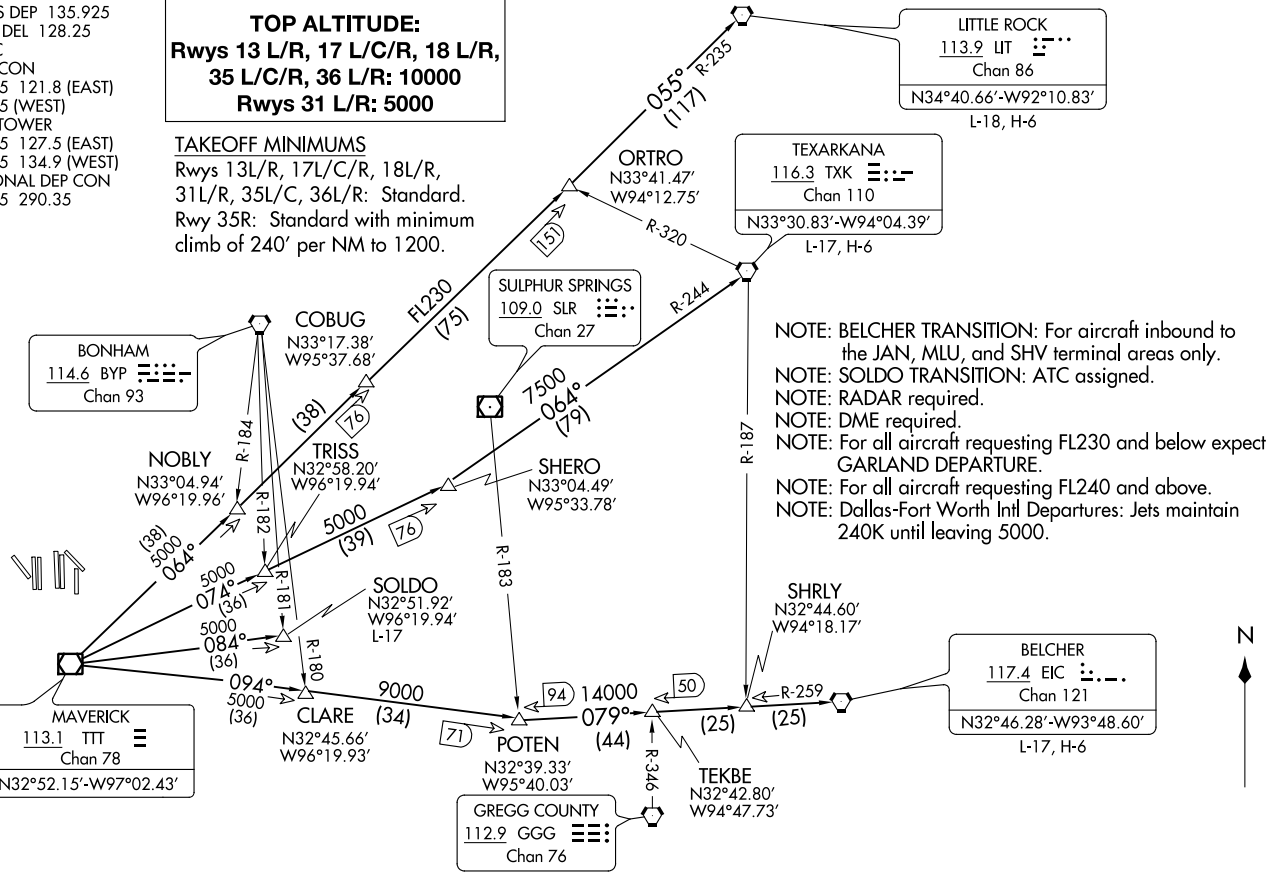 S DEP 135.925
DEL 128.25
C
CON
5 121.8 (EAST)
5 (WEST)
TOWER
5 127.5 (EAST)
5 134.9 (WEST)
ONAL DEP CON
5 290.35
TOP ALTITUDE:
Rwys 13 L/R, 17 L/C/R, 18 L/R,
35 L/C/R, 36 L/R: 10000
Rwys 31 L/R: 5000
TAKEOFF MINIMUMS
Rwys 13L/R, 17L/C/R, 18L/R,
31L/R, 35L/C, 36L/R: Standard.
Rwy 35R: Standard with minimum
climb of 240' per NM to 1200.
LITTLE ROCK
113.9 LIT
Chan 86
N34°40.66'-W92°10.83'
L-18, H-6
R-235
055°
(117)
ORTRO
N33°41.47'
W94°12.75'
TEXARKANA
116.3 TXK
Chan 110
N33°30.83'-W94°04.39'
L-17, H-6
R-320
151
R-244
FL230
(75)
SULPHUR SPRINGS
109.0 SLR
Chan 27
COBUG
N33°17.38'
W95°37.68'
BONHAM
114.6 BYP
Chan 93
7500
064°
(79)
NOTE: BELCHER TRANSITION: For aircraft inbound to
the JAN, MLU, and SHV terminal areas only.
NOTE: SOLDO TRANSITION: ATC assigned.
NOTE: RADAR required.
NOTE: DME required.
NOTE: For all aircraft requesting FL230 and below expect
GARLAND DEPARTURE.
NOTE: For all aircraft requesting FL240 and above.
NOTE: Dallas-Fort Worth Intl Departures: Jets maintain
240K until leaving 5000.
(38)
76
R-184
R-187
TRISS
N32°58.20'
W96°19.94'
NOBLY
N33°04.94'
W96°19.96'
SHERO
N33°04.49'
W95°33.78'
R-182
5000
(39)
76
(38)
5000
064°
R-183
5000
074°
(36)
R-181
SOLDO
N32°51.92'
W96°19.94'
L-17
5000
084°
(36)
R-180
SHRLY
N32°44.60'
W94°18.17'
N
BELCHER
117.4 EIC
Chan 121
N32°46.28'-W93°48.60'
L-17, H-6
094°
5000
(36)
9000
(34)
94
14000
079°
(44)
50
(25)
R-259
(25)
MAVERICK
113.1 TTT
Chan 78
N32°52.15'-W97°02.43'
CLARE
N32°45.66'
W96°19.93'
71
POTEN
N32°39.33'
W95°40.03'
R-346
TEKBE
N32°42.80'
W94°47.73'
GREGG COUNTY
112.9 GGG
Chan 76